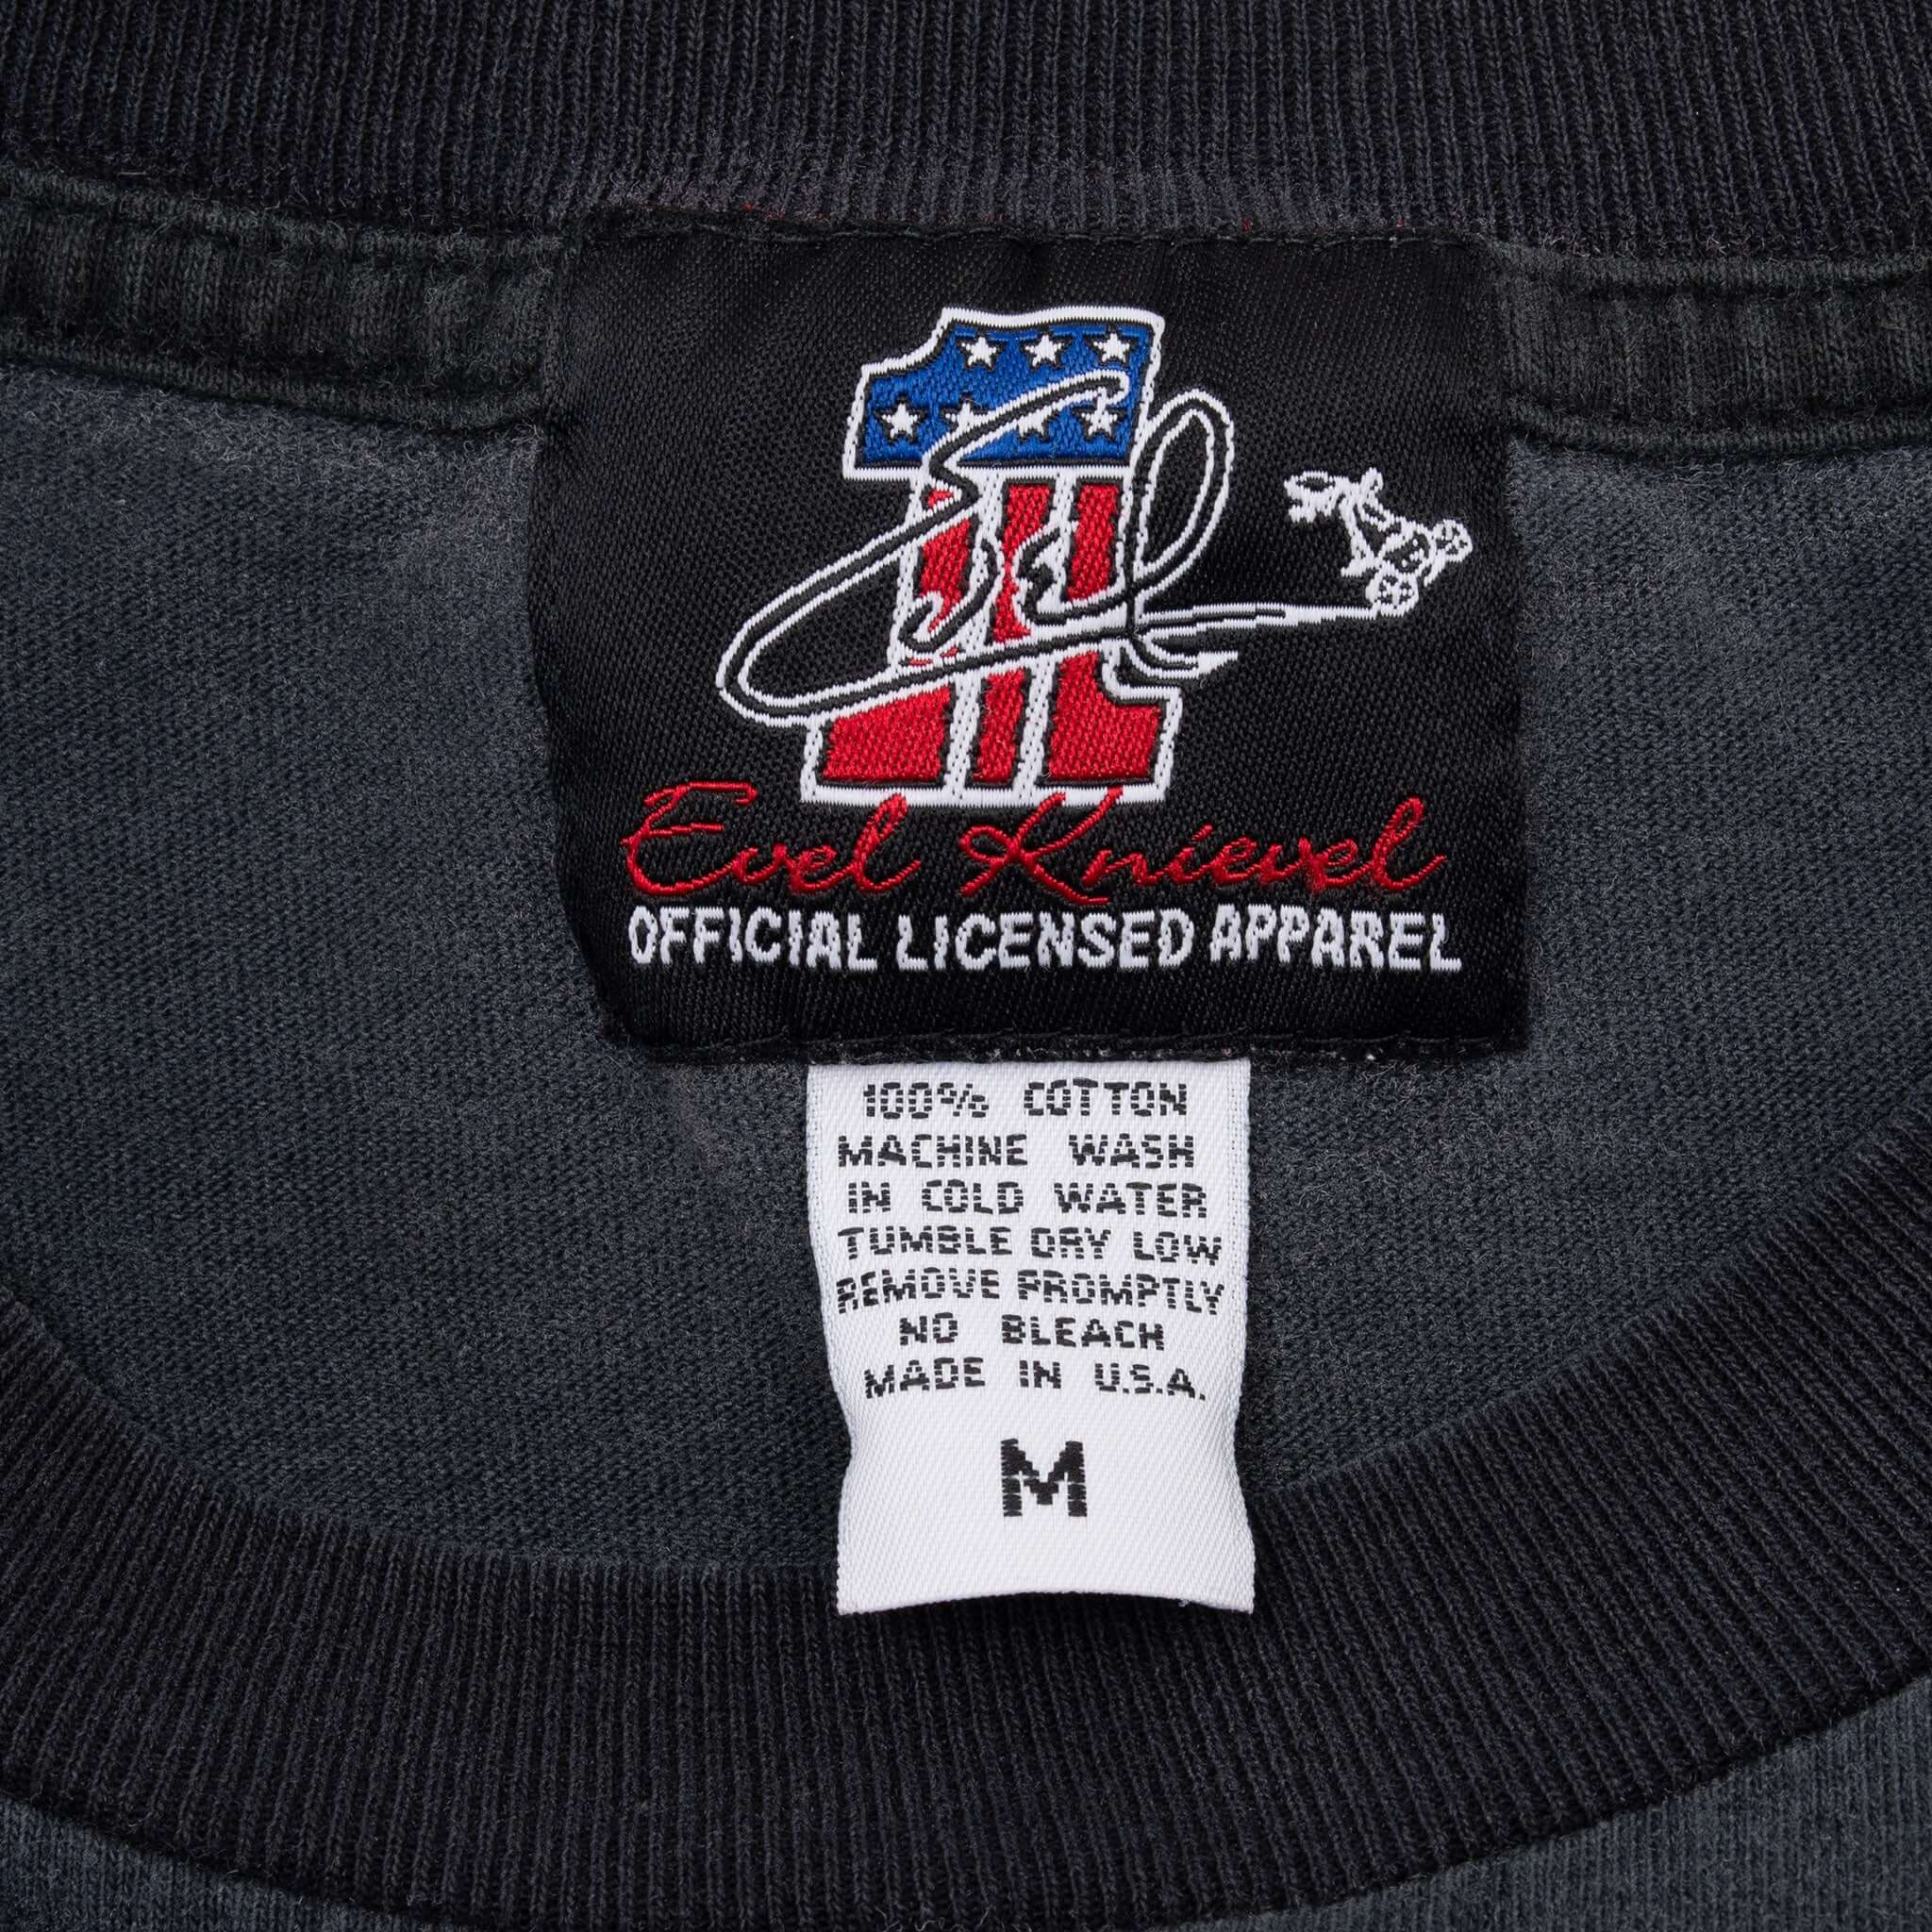 Evel
Evel Knievel
OFFICIAL LICENSED APPAREL
100% COTTON
MACHINE WASH
IN COLD WATER
TUMBLE DRY LOW
REMOVE PROMPTLY
NO BLEACH
MADE IN U.S.A.
M